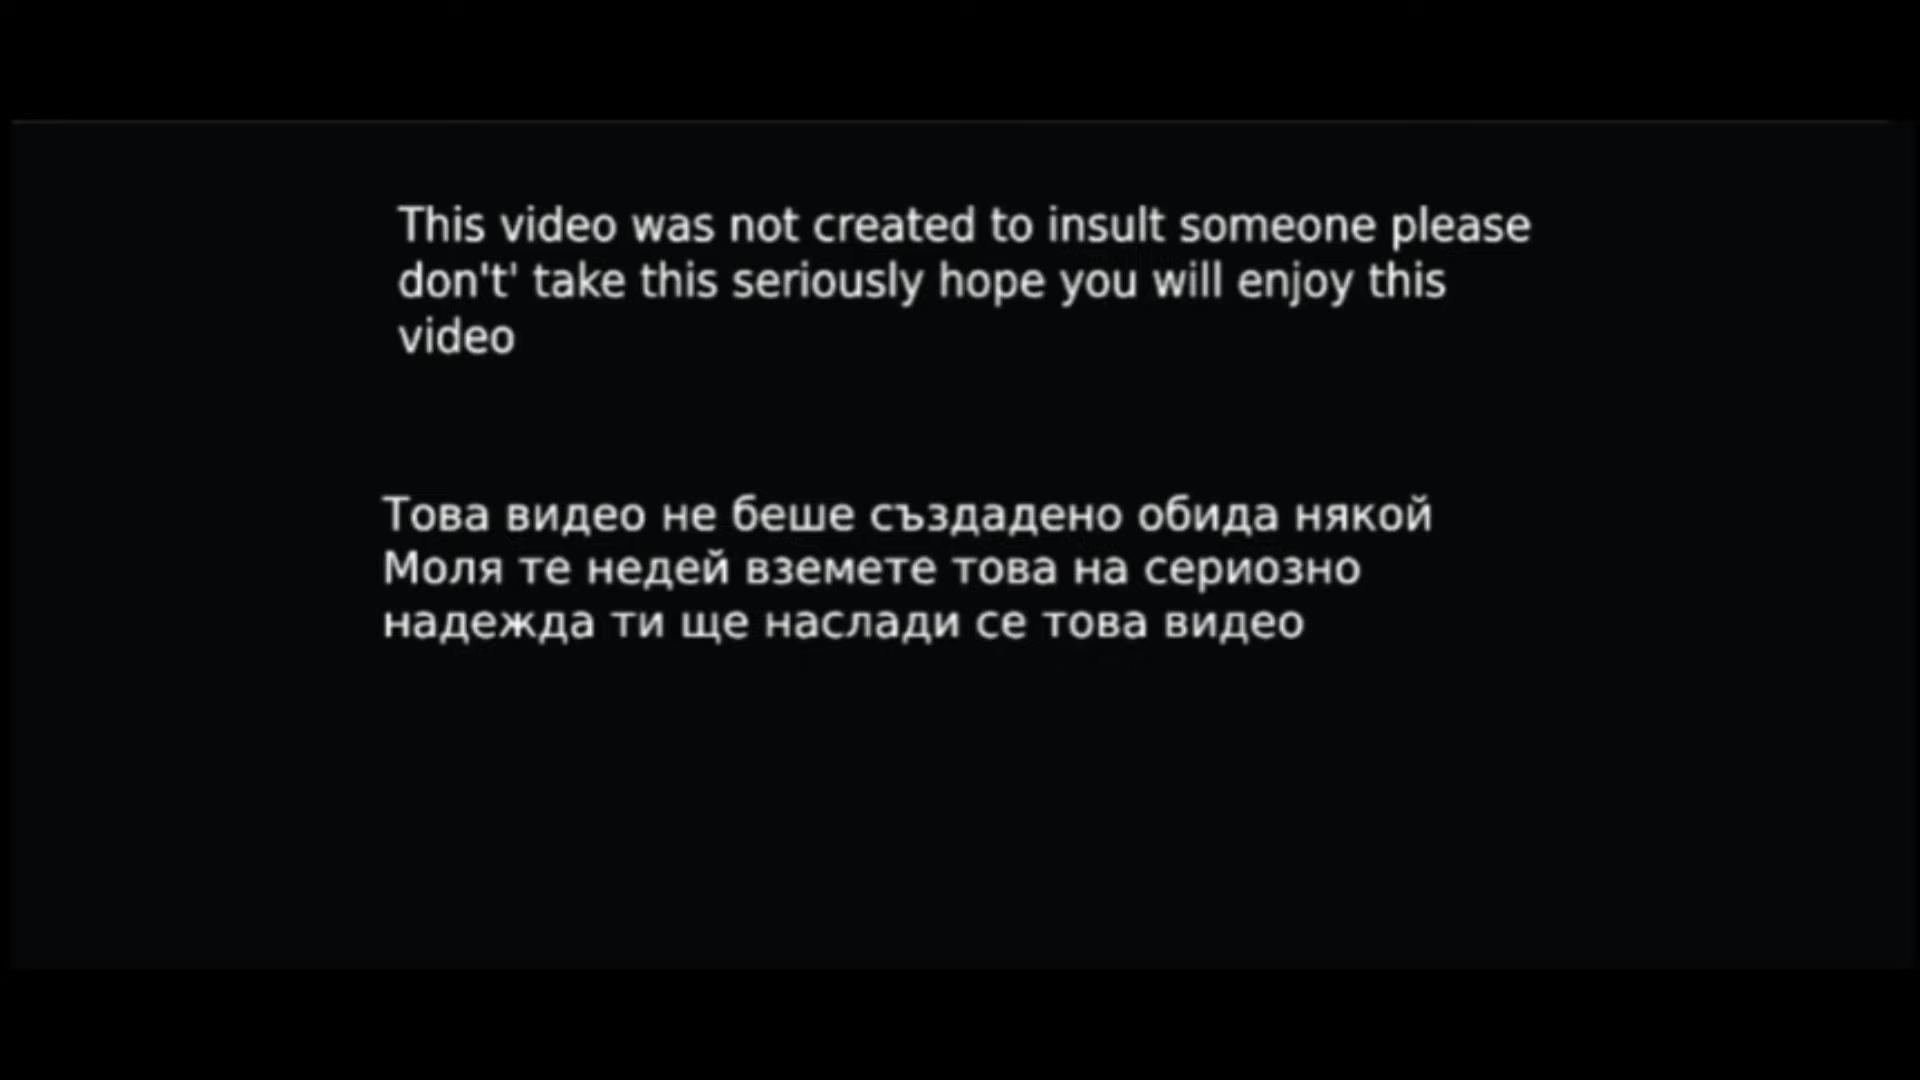 This video was not created to insult someone please
don't't' take this seriously hope you will enjoy this
video
Това видео не беше създадено обида някой
Моля те недей вземете това на сериозно
надежда ти ще наслади се това видео